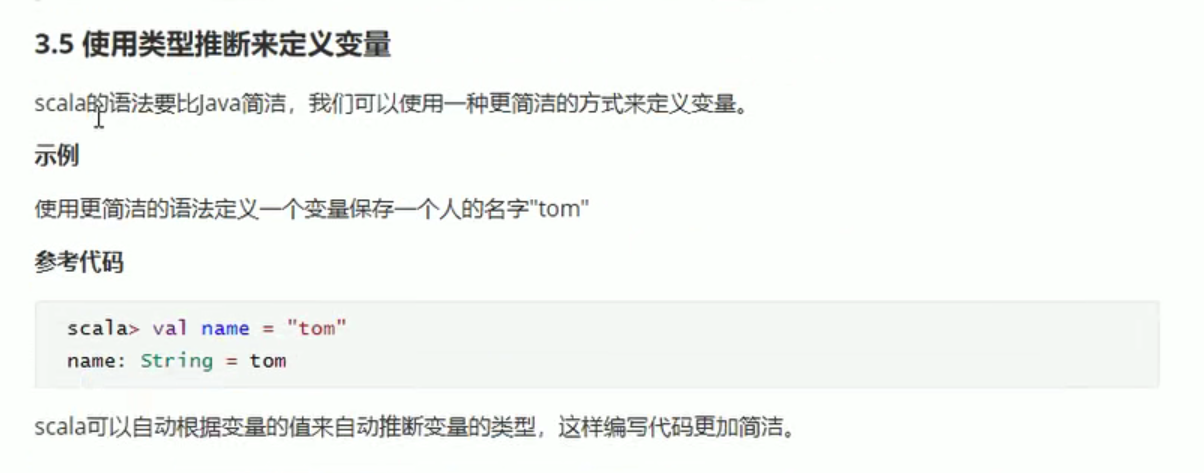 3.5 使用类型推断来定义变量
scala的语法要比Java简洁，我们可以使用一种更简洁的方式来定义变量。
示例
使用更简洁的语法定义一个变量保存一个人的名字"tom"
参考代码
scala> val name = "tom"
name: String = tom
scala可以自动根据变量的值来自动推断变量的类型，这样编写代码更加简洁。